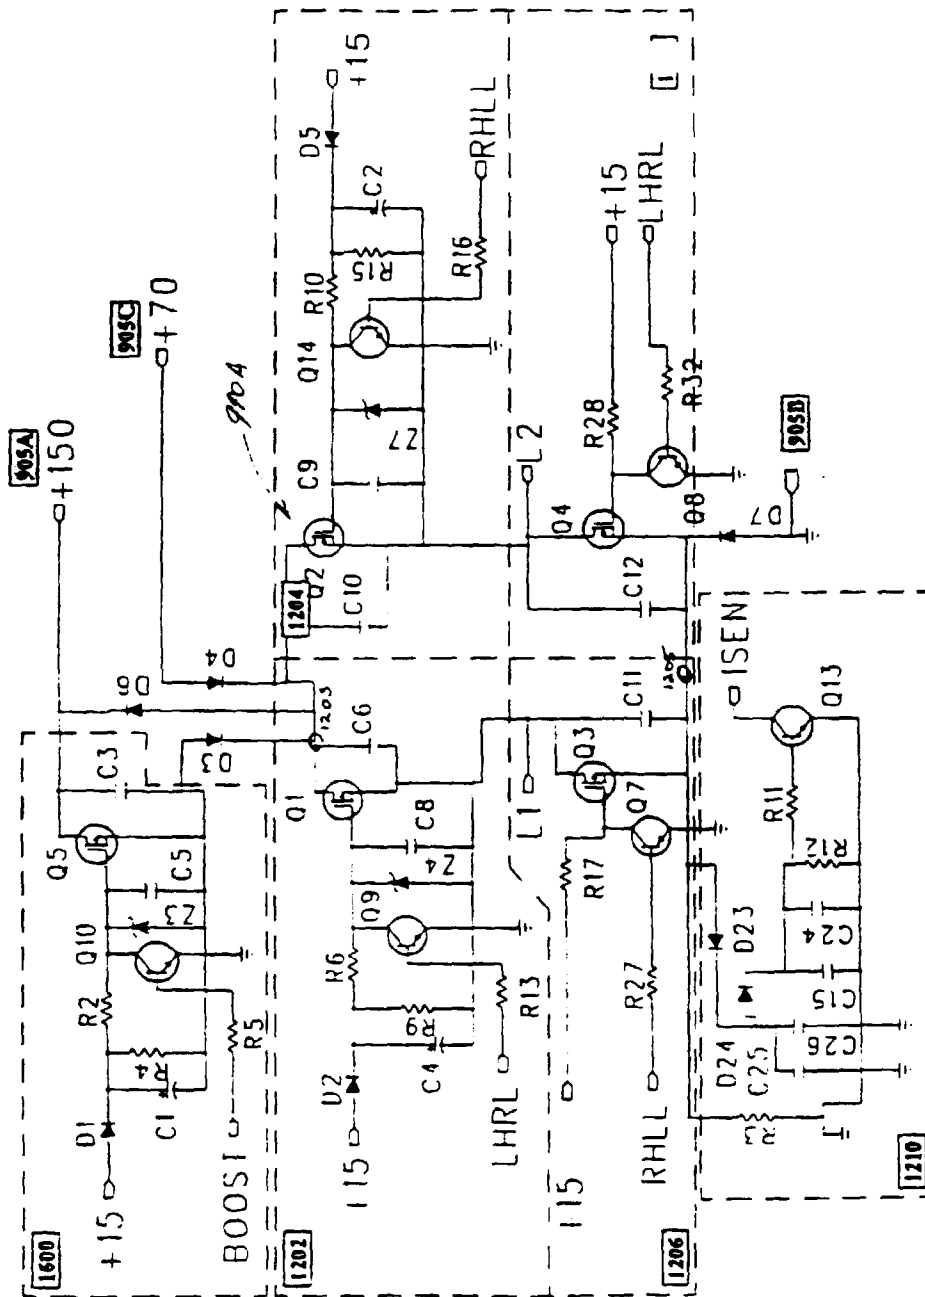 905A
+150
905C
+70
1600
+15
D1
R2
Q10
Q5
C3
C5
Z3
R4
C1
R5
BOOST
D3
D6
D4
1203
910A
1204
Q2
C10
C9
Z7
Q14
R10
R15
C2
D5
+15
R16
RHLL
1202
+15
D2
R6
Q9
Q1
C6
C8
Z4
R9
C4
R13
LHRL
L1
L2
Q4
R28
+15
LHRL
R32
Q8
D7
905B
C12
C11
1208
1206
+15
R17
Q3
Q7
R27
RHLL
1210
ISEN
Q13
R11
R12
D23
C24
C15
C26
D24
C25
R3